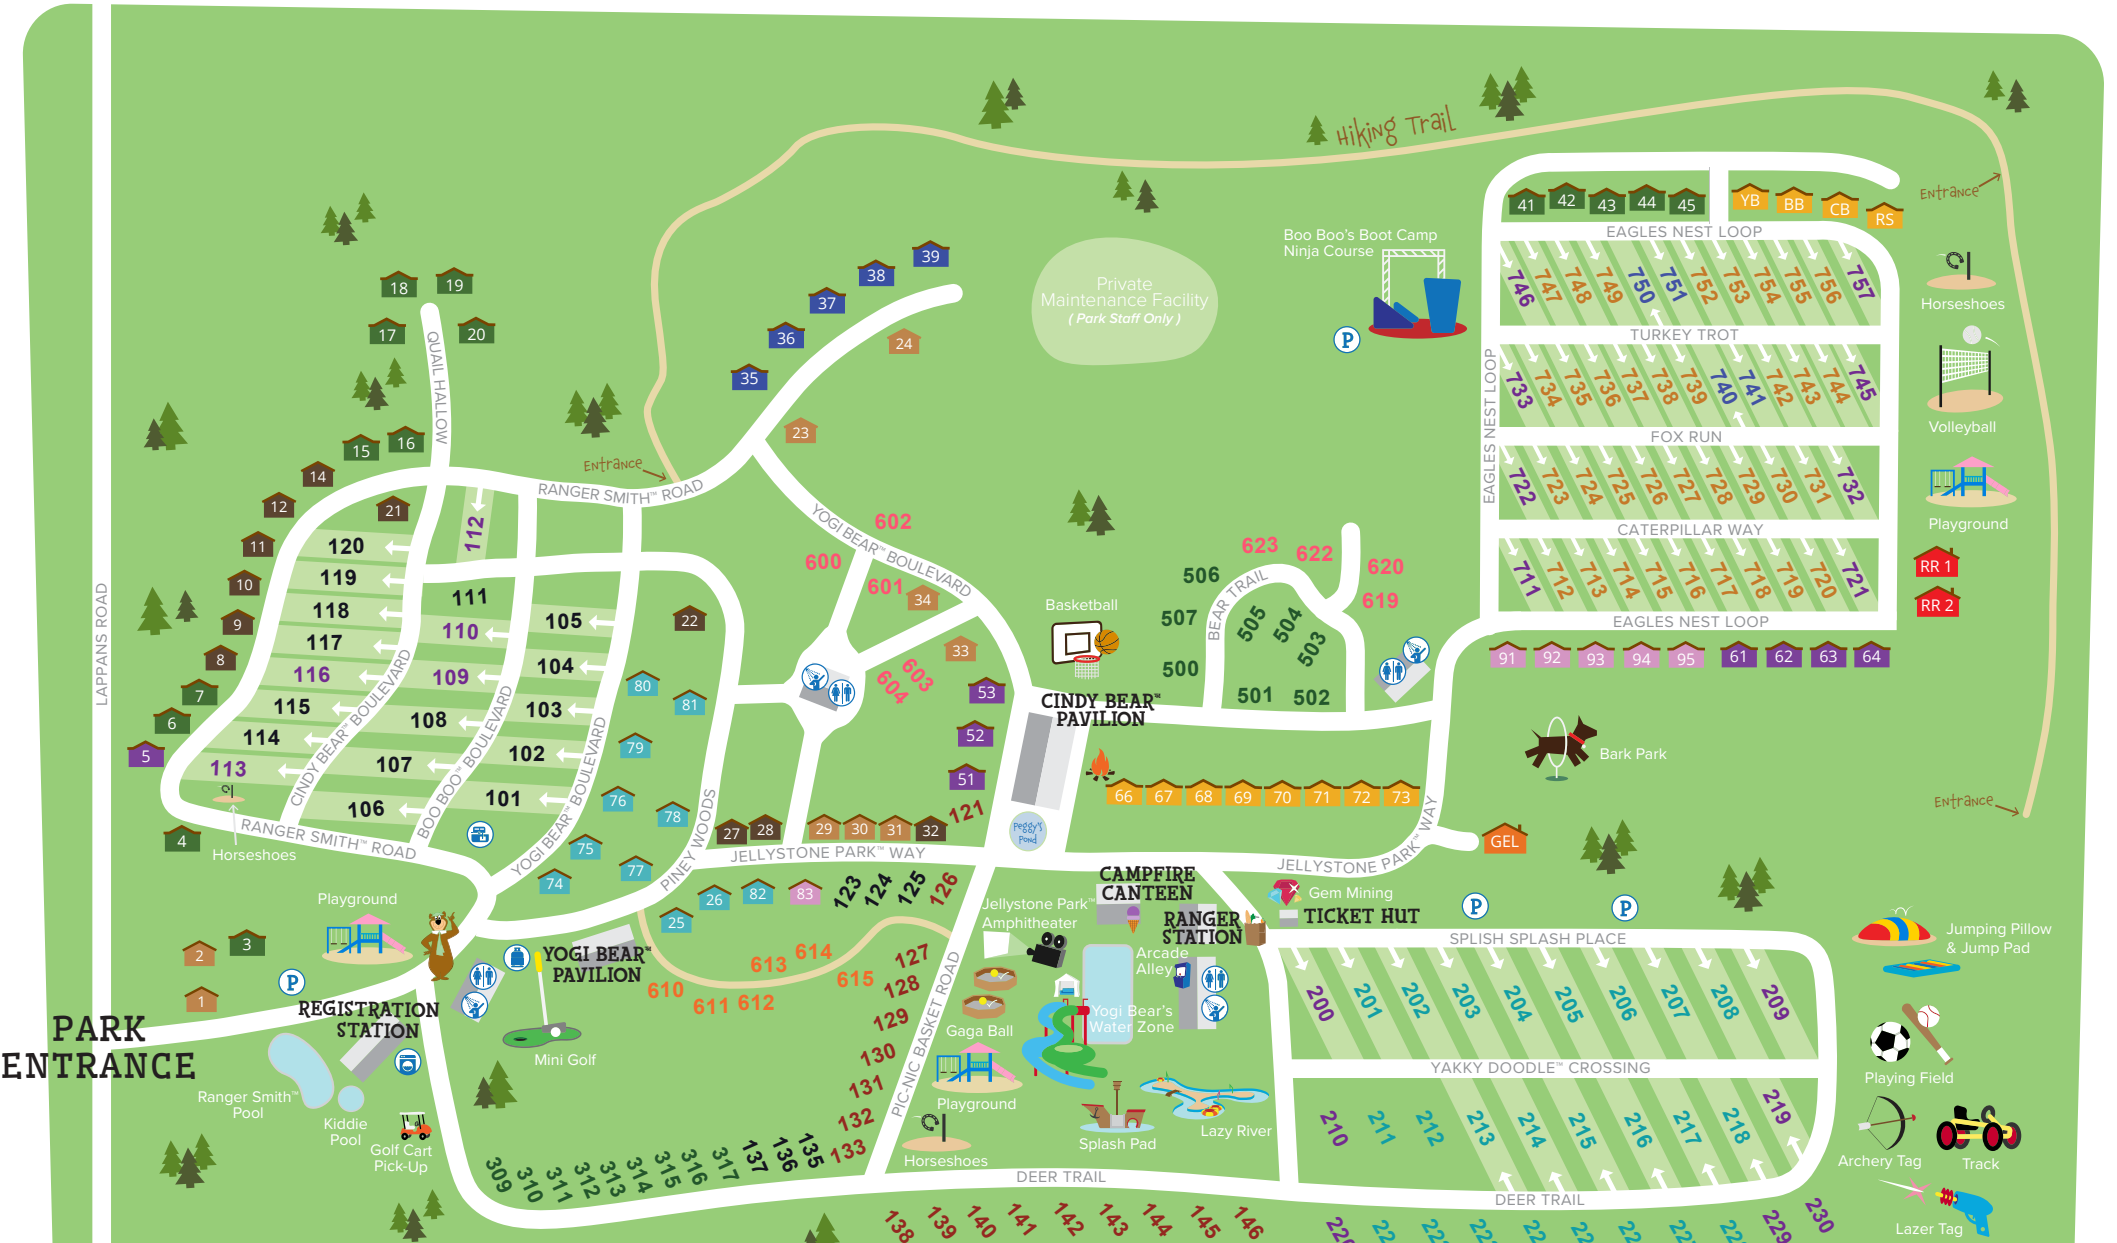 Hiking Trail
Entrance
41
42
43
44
45
YB
BB
CB
RS
EAGLES NEST LOOP
Boo Boo's Boot Camp
Ninja Course
P
39
38
37
36
35
24
23
Private
Maintenance Facility
( Park Staff Only )
746
747
748
749
750
751
752
753
754
755
756
757
Horseshoes
TURKEY TROT
733
734
735
736
737
738
739
740
741
742
743
744
745
Volleyball
FOX RUN
EAGLES NEST LOOP
722
723
724
725
726
727
728
729
730
731
732
Playground
CATERPILLAR WAY
711
712
713
714
715
716
717
718
719
720
721
RR 1
RR 2
EAGLES NEST LOOP
91
92
93
94
95
61
62
63
64
18
19
17
20
QUAIL HALLOW
15
16
14
12
21
11
10
9
8
7
6
5
4
Entrance
RANGER SMITH™ ROAD
112
120
119
118
117
116
115
114
113
111
110
109
108
107
106
105
104
103
102
101
22
LAPPANS ROAD
CINDY BEAR™ BOULEVARD
BOO BOO™ BOULEVARD
YOGI BEAR™ BOULEVARD
PINEY WOODS
RANGER SMITH™ ROAD
Horseshoes
80
81
79
76
78
75
77
74
YOGI BEAR™ BOULEVARD
602
600
601
34
33
603
604
53
52
51
121
27
28
29
30
31
32
JELLYSTONE PARK™ WAY
Basketball
CINDY BEAR™
PAVILION
Peggy's
Pond
506
507
500
BEAR TRAIL
505
504
503
501
502
623
622
620
619
66
67
68
69
70
71
72
73
JELLYSTONE PARK™ WAY
GEL
Bark Park
Entrance
25
26
82
83
123
124
125
126
Playground
3
2
1
P
REGISTRATION
STATION
PARK
ENTRANCE
Ranger Smith™
Pool
Kiddie
Pool
Golf Cart
Pick-Up
YOGI BEAR™
PAVILION
Mini Golf
610
611
612
613
614
615
127
128
129
130
131
132
133
135
136
137
309
310
311
312
313
314
315
316
317
PIC-NIC BASKET ROAD
CAMPFIRE
CANTEEN
Jellystone Park™
Amphitheater
RANGER
STATION
Arcade
Alley
Gem Mining
TICKET HUT
Gaga Ball
Yogi Bear's
Water Zone
Playground
Splash Pad
Lazy River
Horseshoes
P
P
SPLISH SPLASH PLACE
200
201
202
203
204
205
206
207
208
209
YAKKY DOODLE™ CROSSING
210
211
212
213
214
215
216
217
218
219
Jumping Pillow
& Jump Pad
Playing Field
Archery Tag
Track
Lazer Tag
DEER TRAIL
DEER TRAIL
138
139
140
141
142
143
144
145
146
229
230